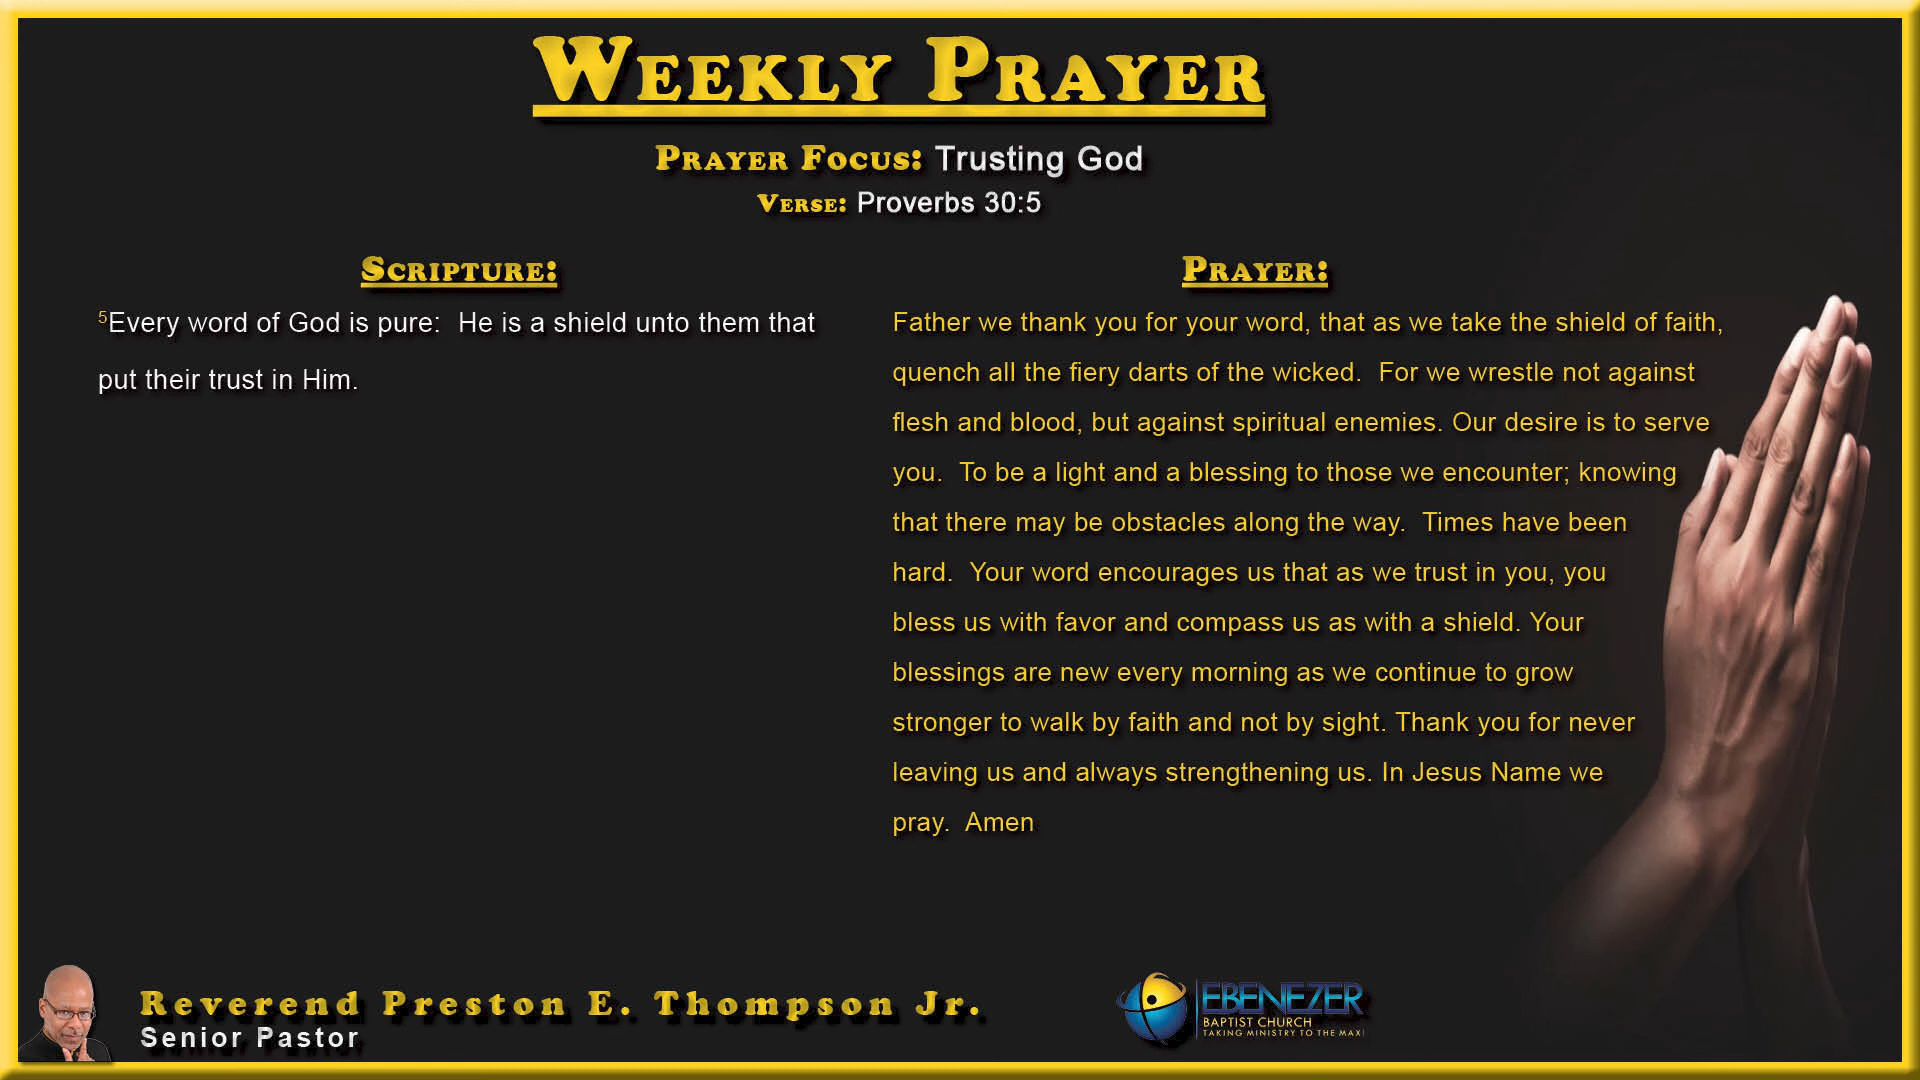 Weekly Prayer
Prayer Focus: Trusting God
Verse: Proverbs 30:5
Scripture:
5Every word of God is pure:  He is a shield unto them that
put their trust in Him.
Prayer:
Father we thank you for your word, that as we take the shield of faith,
quench all the fiery darts of the wicked.  For we wrestle not against
flesh and blood, but against spiritual enemies. Our desire is to serve
you.  To be a light and a blessing to those we encounter; knowing
that there may be obstacles along the way.  Times have been
hard.  Your word encourages us that as we trust in you, you
bless us with favor and compass us as with a shield. Your
blessings are new every morning as we continue to grow
stronger to walk by faith and not by sight. Thank you for never
leaving us and always strengthening us. In Jesus Name we
pray.  Amen
Reverend Preston E. Thompson Jr.
Senior Pastor
EBENEZER
BAPTIST CHURCH
TAKING MINISTRY TO THE MAX!